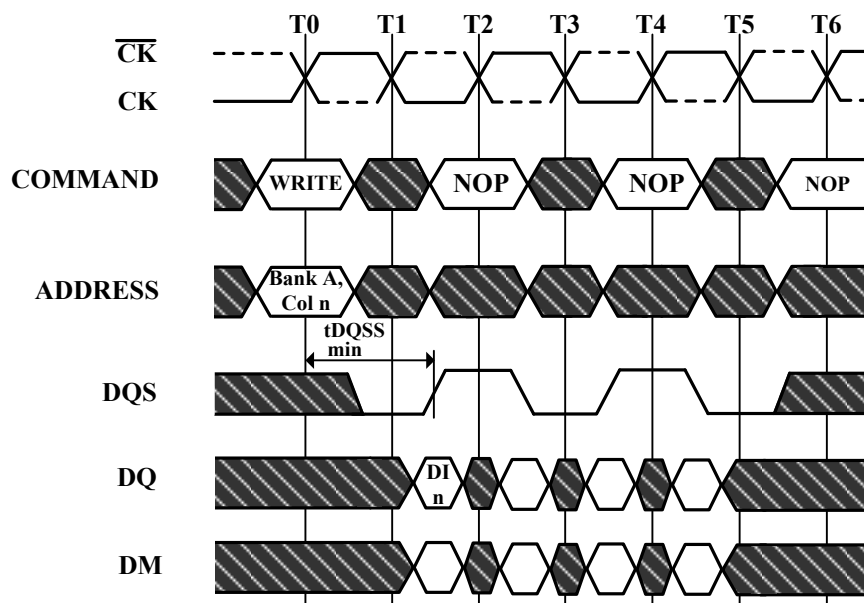 T0 T1 T2 T3 T4 T5 T6
CK
CK
COMMAND WRITE NOP NOP NOP
ADDRESS Bank A,
Col n
tDQSS
min
DQS
DQ DI
n
DM